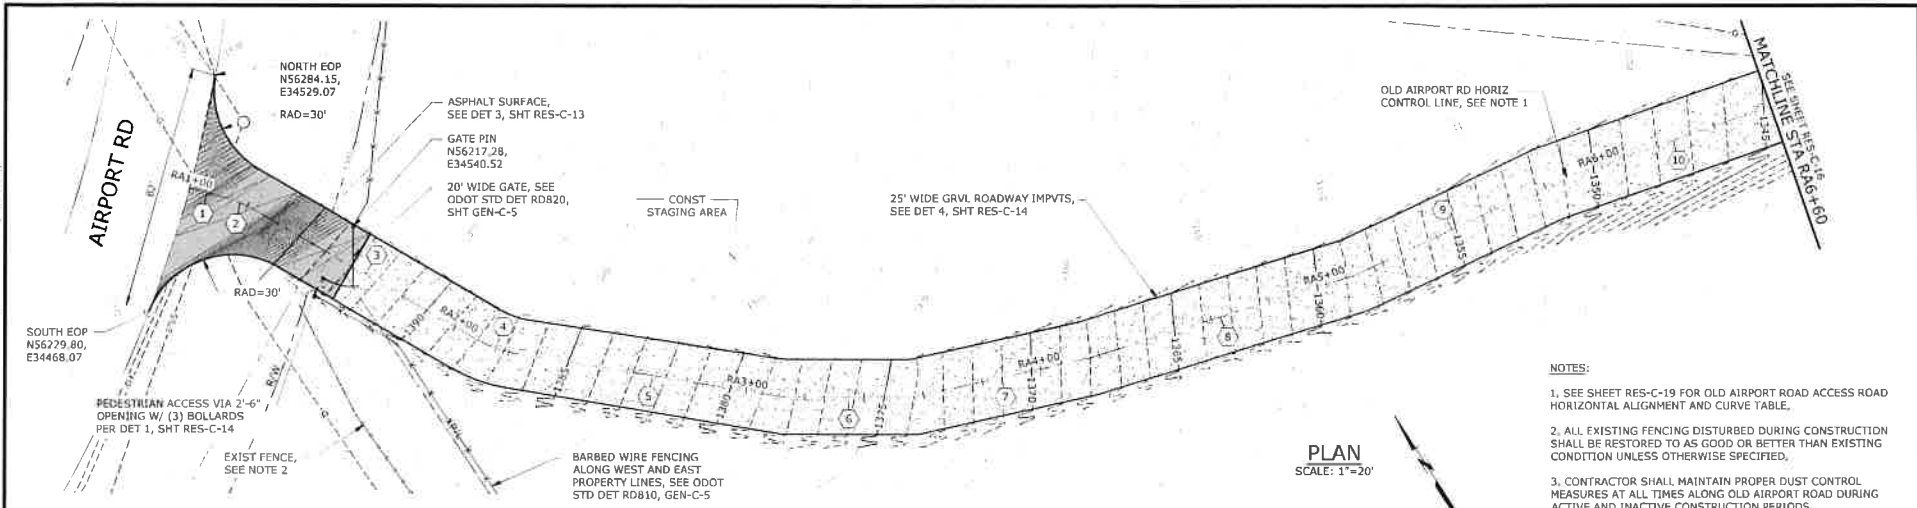 NORTH EOP
N56284.15,
E34529.07
RAD=30'
ASPHALT SURFACE,
SEE DET 3, SHT RES-C-13
GATE PIN
N56217.28,
E34540.52
20' WIDE GATE, SEE
ODOT STD DET RD820,
SHT GEN-C-5
CONST
STAGING AREA
25' WIDE GRVL ROADWAY IMPVTS,
SEE DET 4, SHT RES-C-14
OLD AIRPORT RD HORIZ
CONTROL LINE, SEE NOTE 1
MATCHLINE STA RA6+60
SEE SHEET RES-C-16
AIRPORT RD
82'
RA1+00
1
2
3
RAD=30'
SOUTH EOP
N56229.80,
E34468.07
R/W
PEDESTRIAN ACCESS VIA 2'-6"
OPENING W/ (3) BOLLARDS
PER DET 1, SHT RES-C-14
EXIST FENCE,
SEE NOTE 2
BARBED WIRE FENCING
ALONG WEST AND EAST
PROPERTY LINES, SEE ODOT
STD DET RD810, GEN-C-5
1390
RA2+00
4
1385
5
1380
RA3+00
6
1375
7
RA4+00
1370
1365
8
RA5+00
1360
9
1355
RA6+00
1350
10
1345
PLAN
SCALE: 1"=20'
NOTES:
1. SEE SHEET RES-C-19 FOR OLD AIRPORT ROAD ACCESS ROAD
HORIZONTAL ALIGNMENT AND CURVE TABLE.
2. ALL EXISTING FENCING DISTURBED DURING CONSTRUCTION
SHALL BE RESTORED TO AS GOOD OR BETTER THAN EXISTING
CONDITION UNLESS OTHERWISE SPECIFIED.
3. CONTRACTOR SHALL MAINTAIN PROPER DUST CONTROL
MEASURES AT ALL TIMES ALONG OLD AIRPORT ROAD DURING
ACTIVE AND INACTIVE CONSTRUCTION PERIODS.